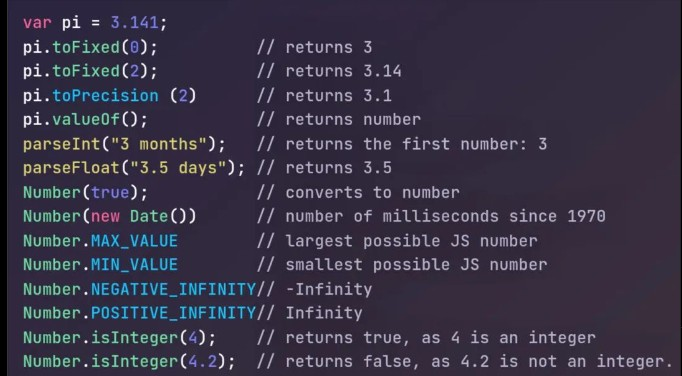 var pi = 3.141;
pi.toFixed(0);          // returns 3
pi.toFixed(2);          // returns 3.14
pi.toPrecision (2)      // returns 3.1
pi.valueOf();           // returns number
parseInt("3 months");   // returns the first number: 3
parseFloat("3.5 days"); // returns 3.5
Number(true);           // converts to number
Number(new Date())      // number of milliseconds since 1970
Number.MAX_VALUE        // largest possible JS number
Number.MIN_VALUE        // smallest possible JS number
Number.NEGATIVE_INFINITY// -Infinity
Number.POSITIVE_INFINITY// Infinity
Number.isInteger(4);    // returns true, as 4 is an integer
Number.isInteger(4.2);  // returns false, as 4.2 is not an integer.